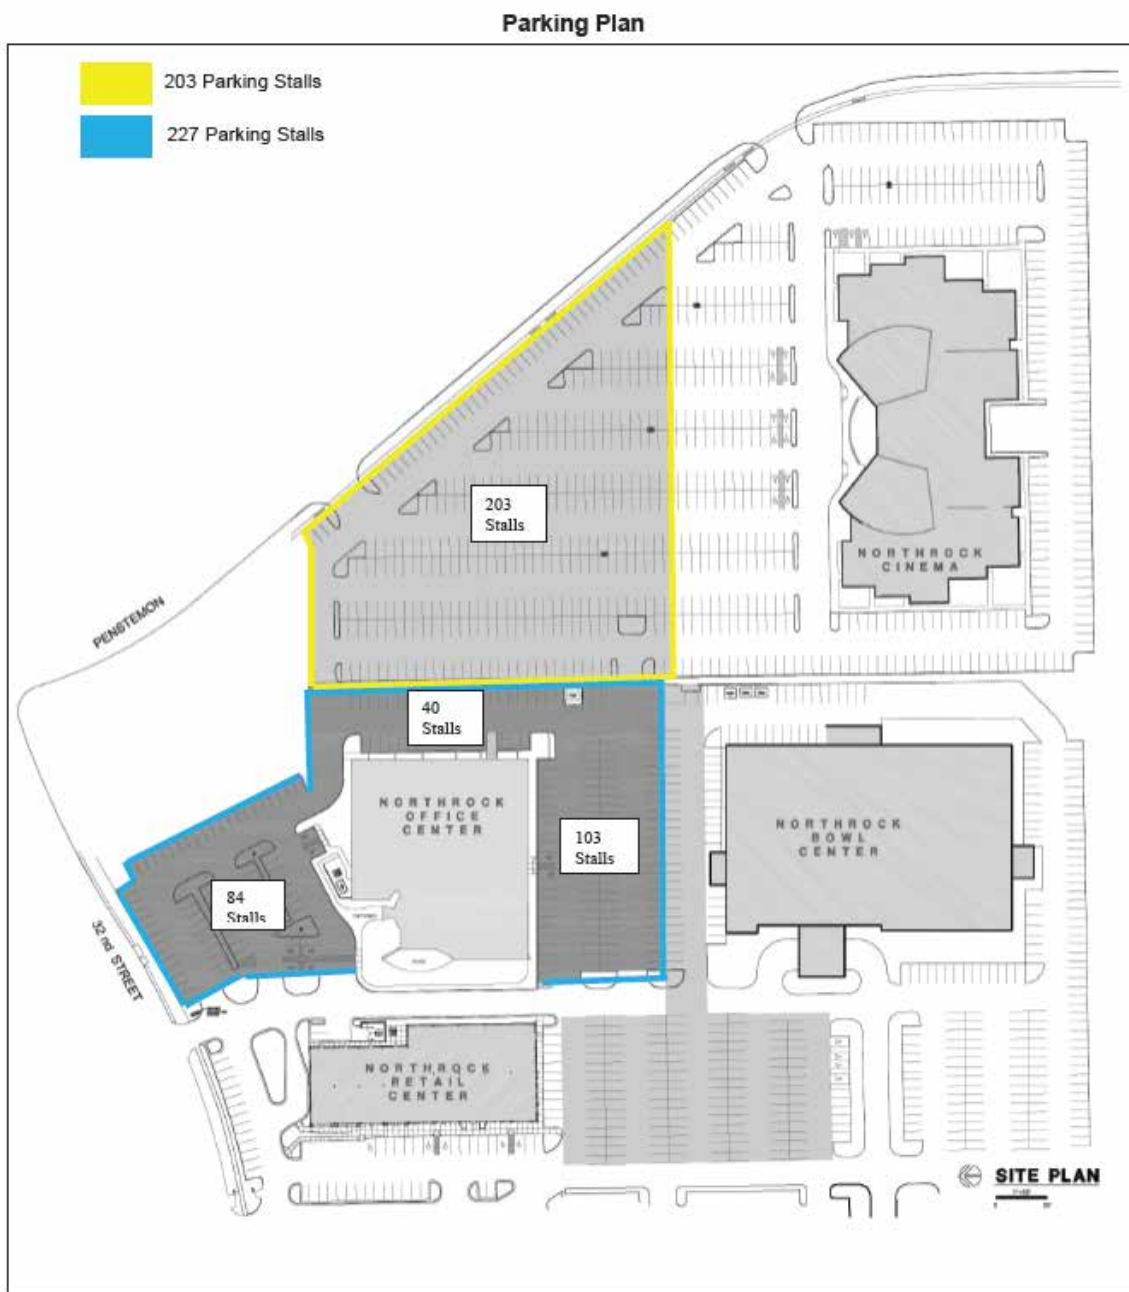 Parking Plan
203 Parking Stalls
227 Parking Stalls
203
Stalls
NORTHROCK
CINEMA
PENSTEMON
40
Stalls
NORTHROCK
OFFICE
CENTER
103
Stalls
NORTHROCK
BOWL
CENTER
84
Stalls
32 nd STREET
NORTHROCK
RETAIL
CENTER
SITE PLAN